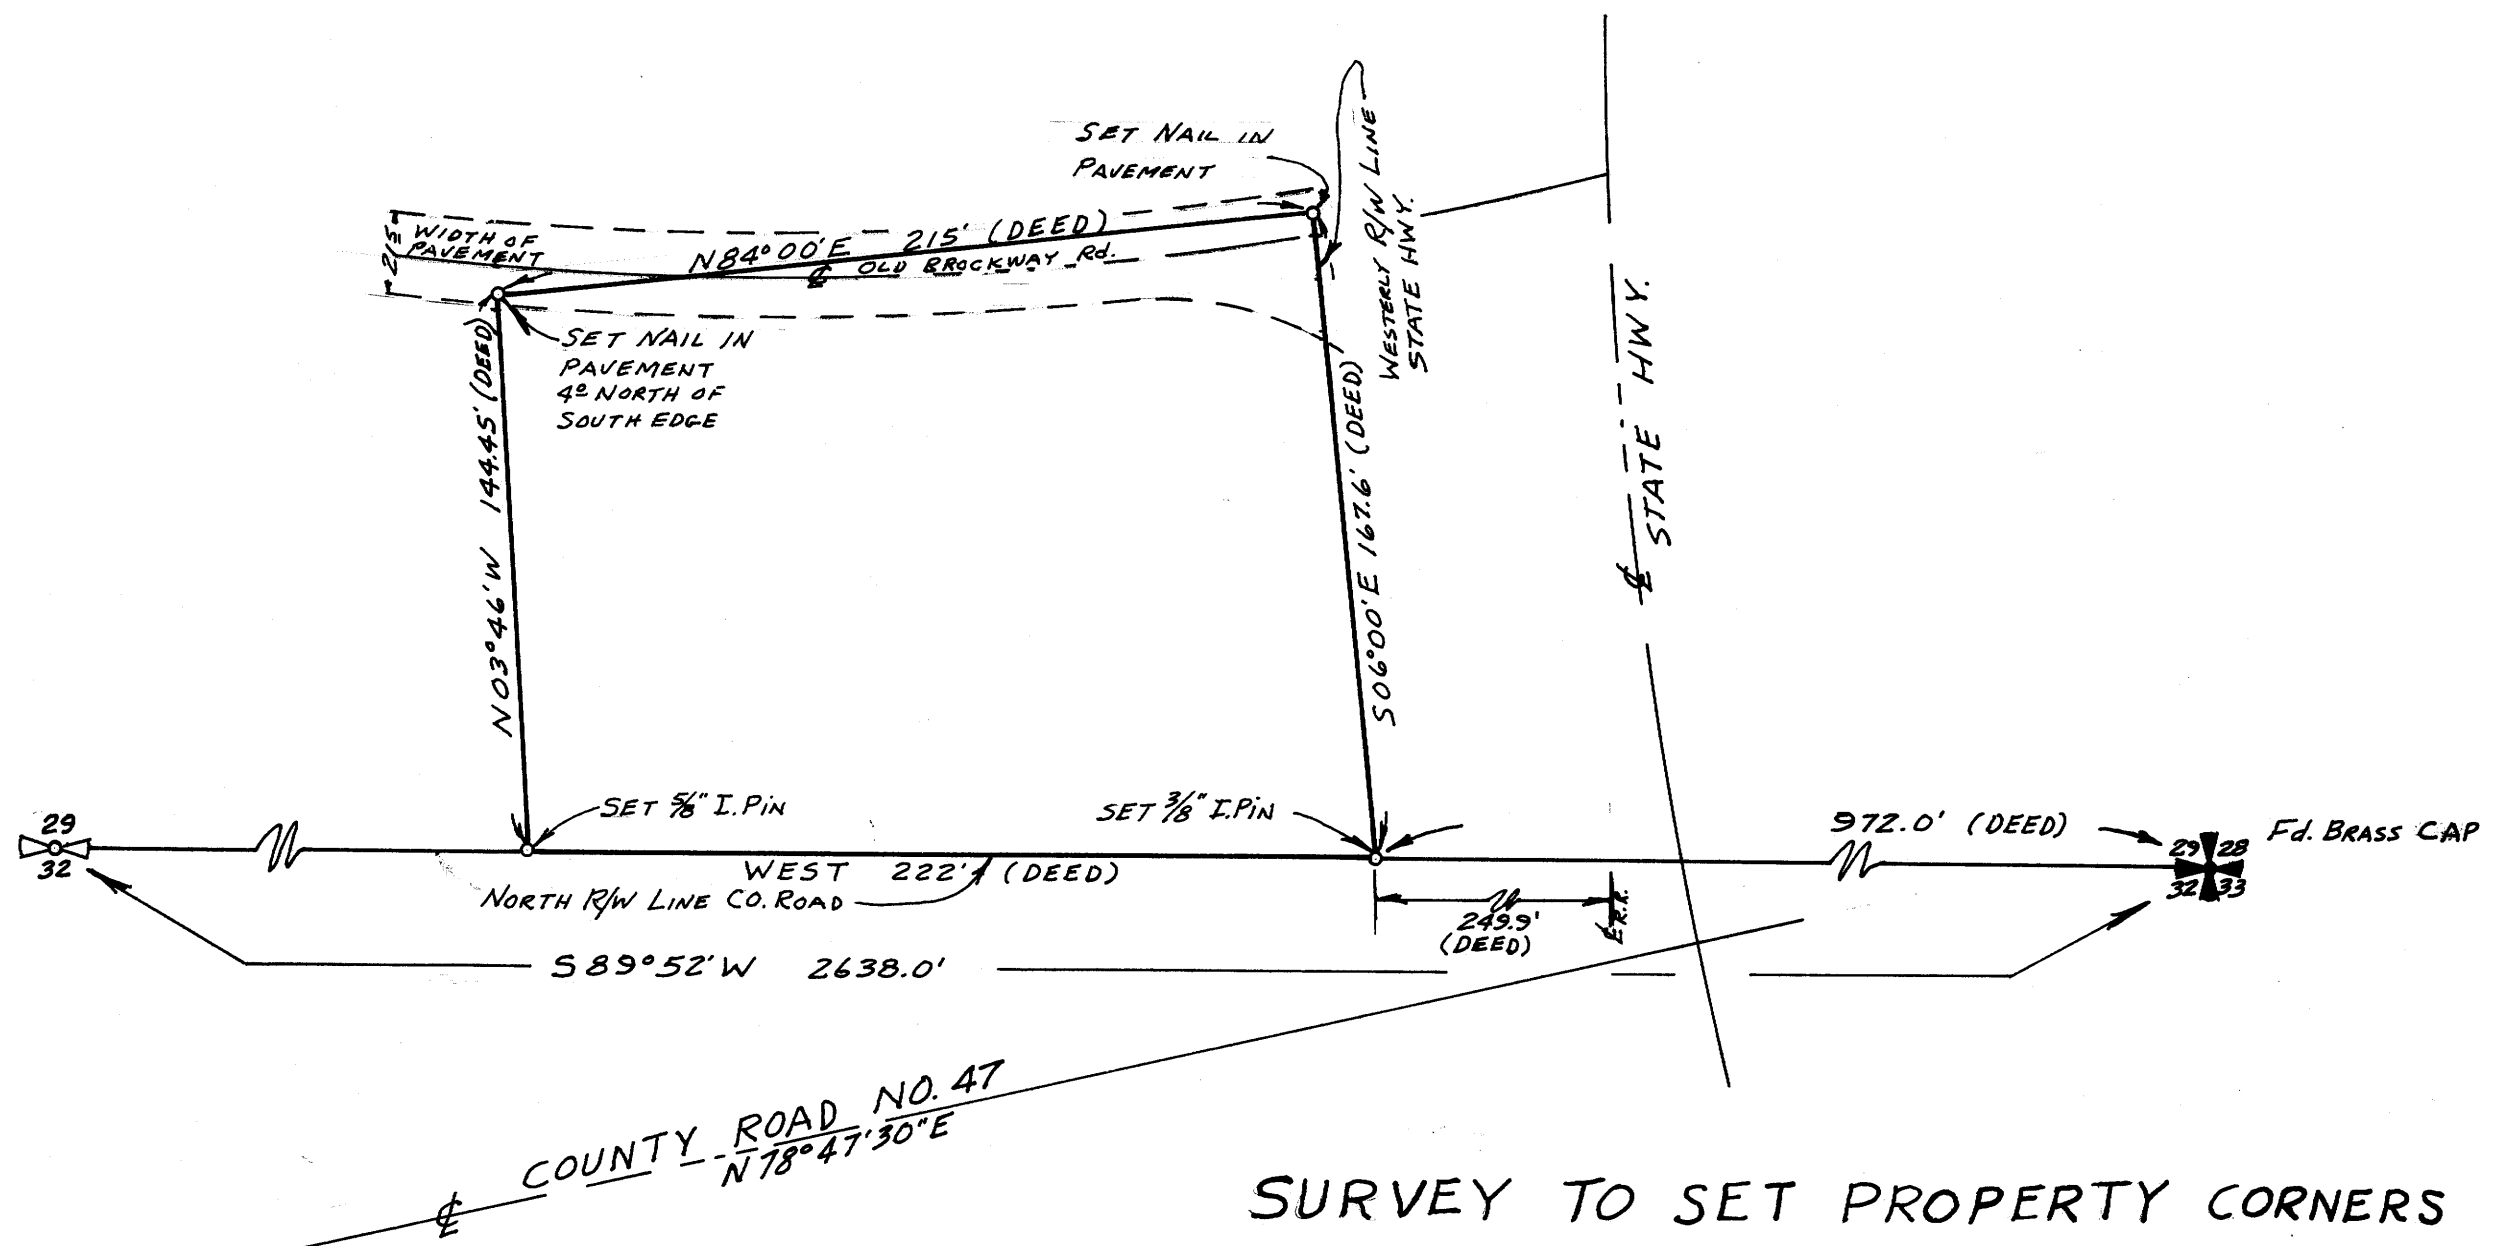 SET NAIL IN
PAVEMENT
WESTERLY R/W LINE
STATE HWY.
25'
WIDTH OF
PAVEMENT
N84°00'E 215' (DEED)
℄ OLD BROCKWAY Rd.
SET NAIL IN
PAVEMENT
4º NORTH OF
SOUTH EDGE
N03°46'W 144.45' (DEED)
S06°00'E 167.6' (DEED)
℄ STATE HWY.
29
32
SET 5/8" I.PIN
SET 3/8" I.PIN
972.0' (DEED)
Fd. BRASS CAP
29 28
32 33
WEST 222' (DEED)
NORTH R/W LINE CO. ROAD
249.9'
(DEED)
℄ R.R.
S89°52'W 2638.0'
℄ COUNTY ROAD NO. 47
N78°47'30"E
SURVEY TO SET PROPERTY CORNERS